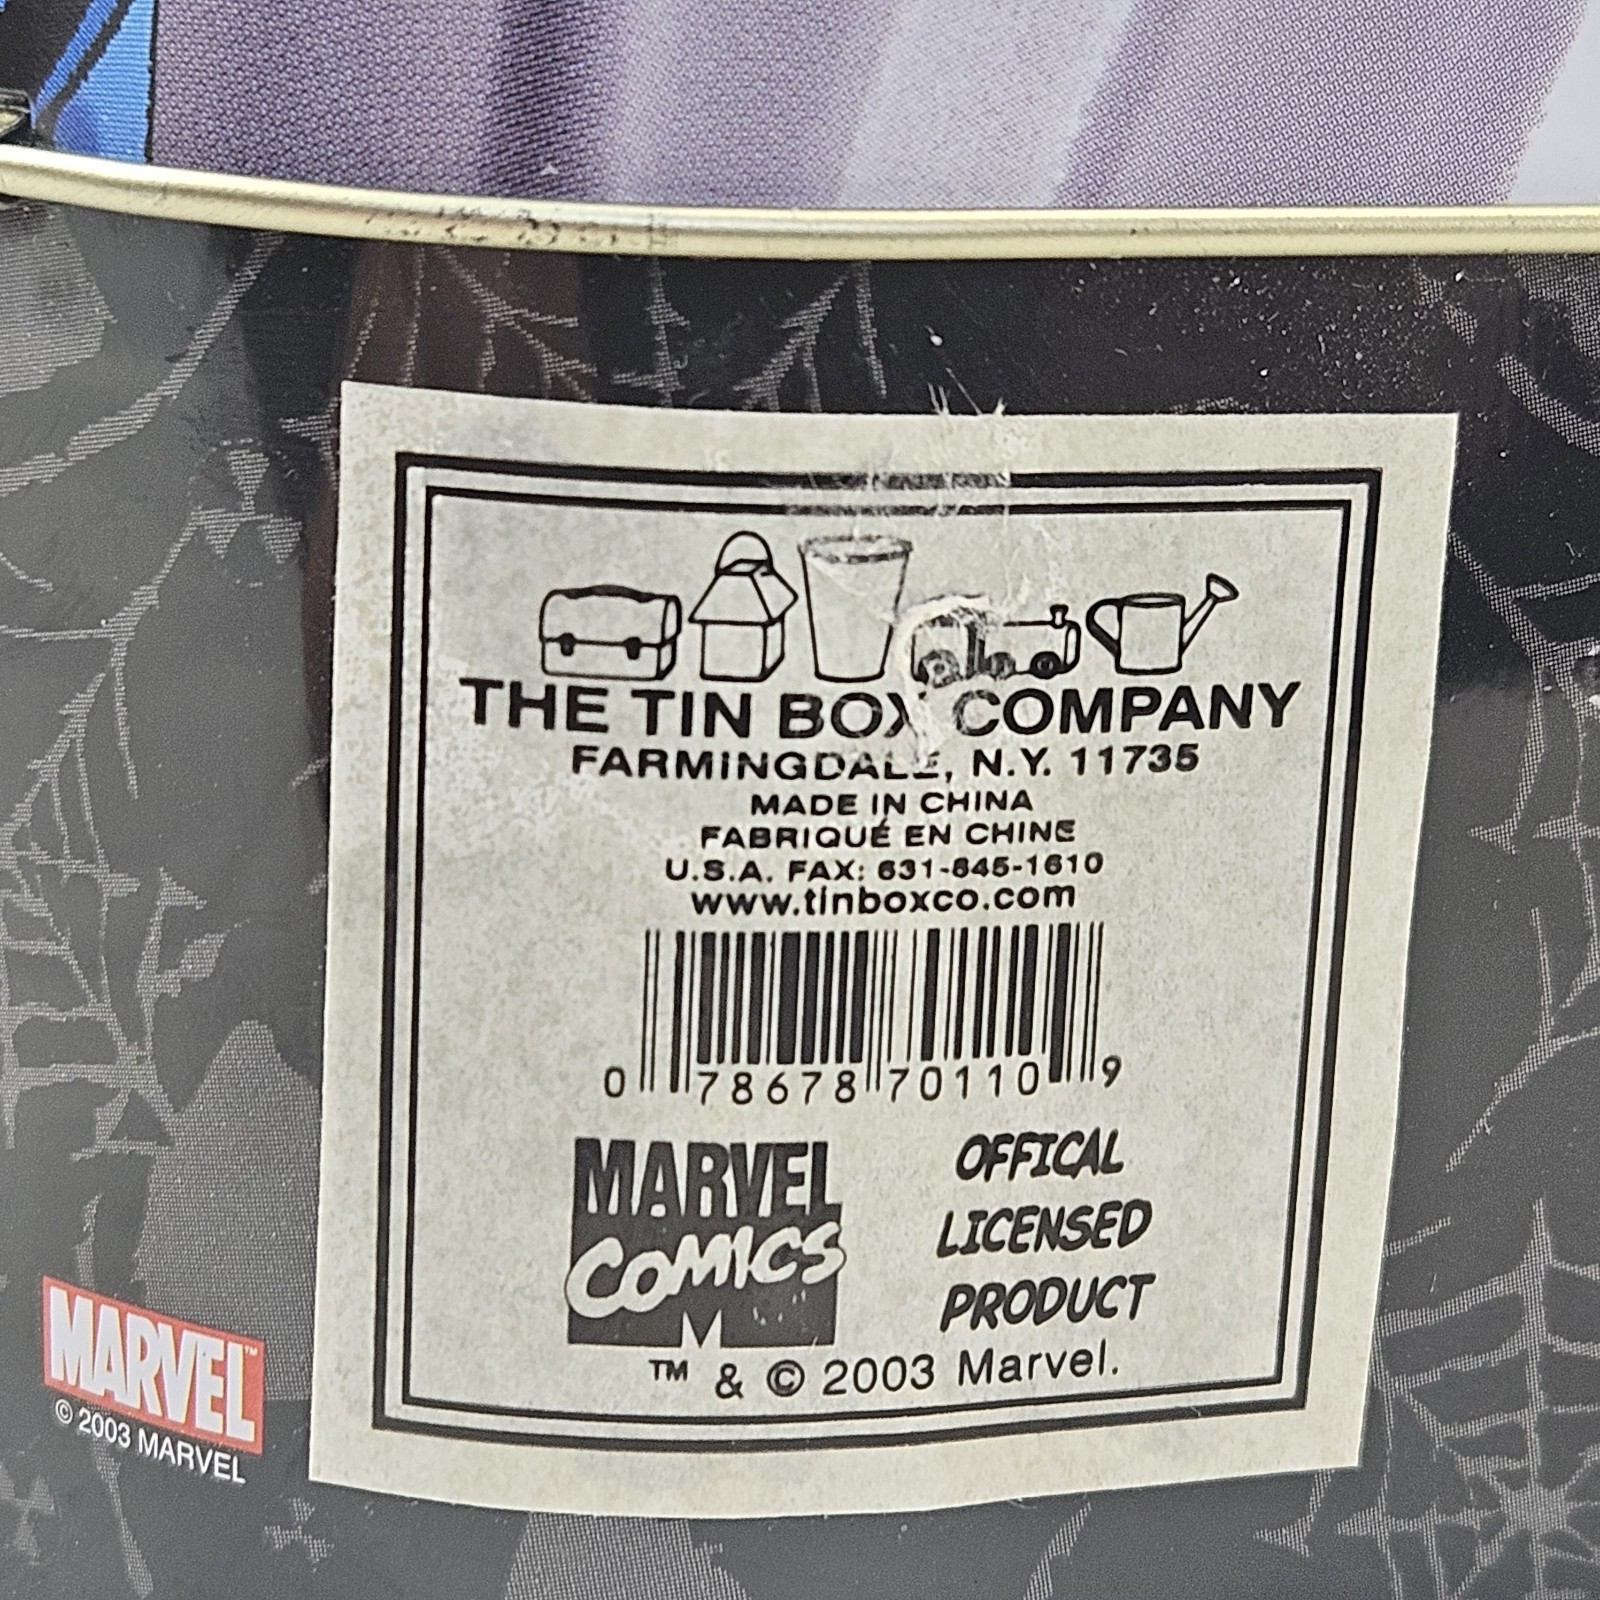 THE TIN BOX COMPANY
FARMINGDALE, N.Y. 11735
MADE IN CHINA
FABRIQUÉ EN CHINE
U.S.A. FAX: 631-845-1610
www.tinboxco.com
0 78678 70110 9
MARVEL
COMICS
M
OFFICAL
LICENSED
PRODUCT
™ & © 2003 Marvel.
MARVEL™
© 2003 MARVEL